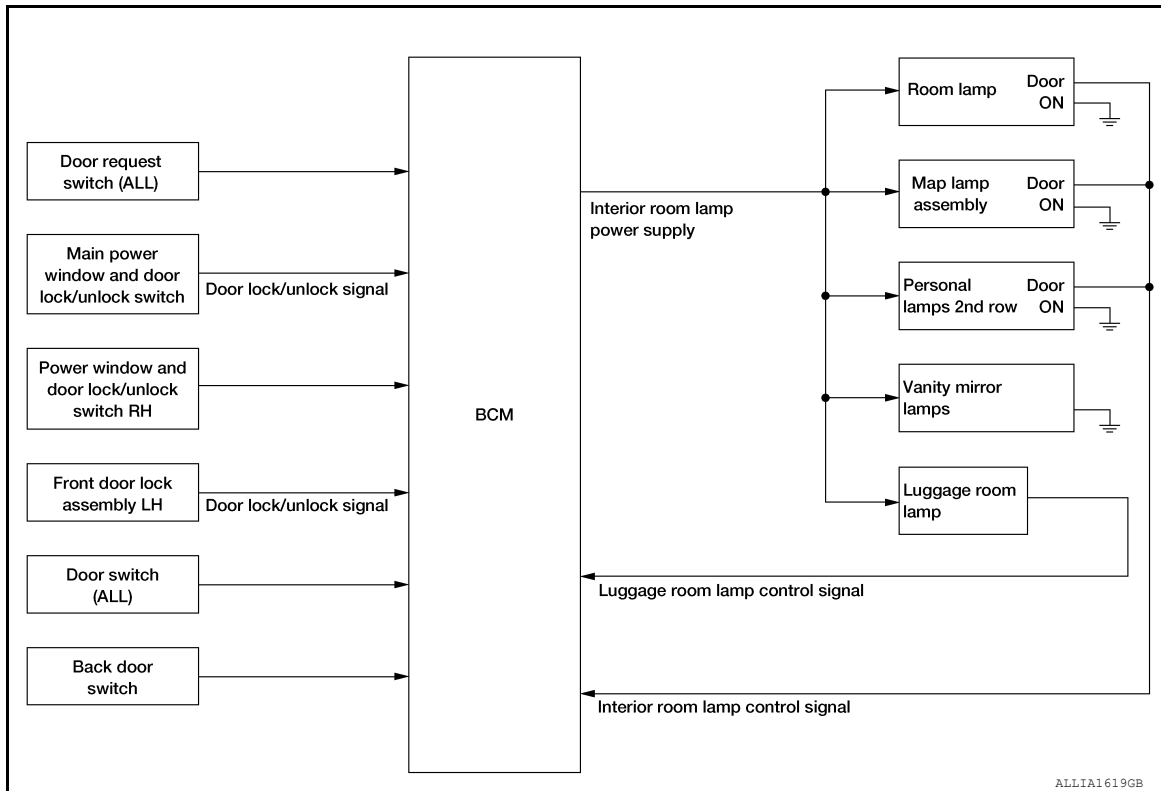 Door request
switch (ALL)
Main power
window and door
lock/unlock switch
Door lock/unlock signal
Power window and
door lock/unlock
switch RH
Front door lock
assembly LH
Door lock/unlock signal
Door switch
(ALL)
Back door
switch
BCM
Interior room lamp
power supply
Room lamp
Door
ON
Map lamp
assembly
Door
ON
Personal
lamps 2nd row
Door
ON
Vanity mirror
lamps
Luggage room
lamp
Luggage room lamp control signal
Interior room lamp control signal
ALLIA1619GB